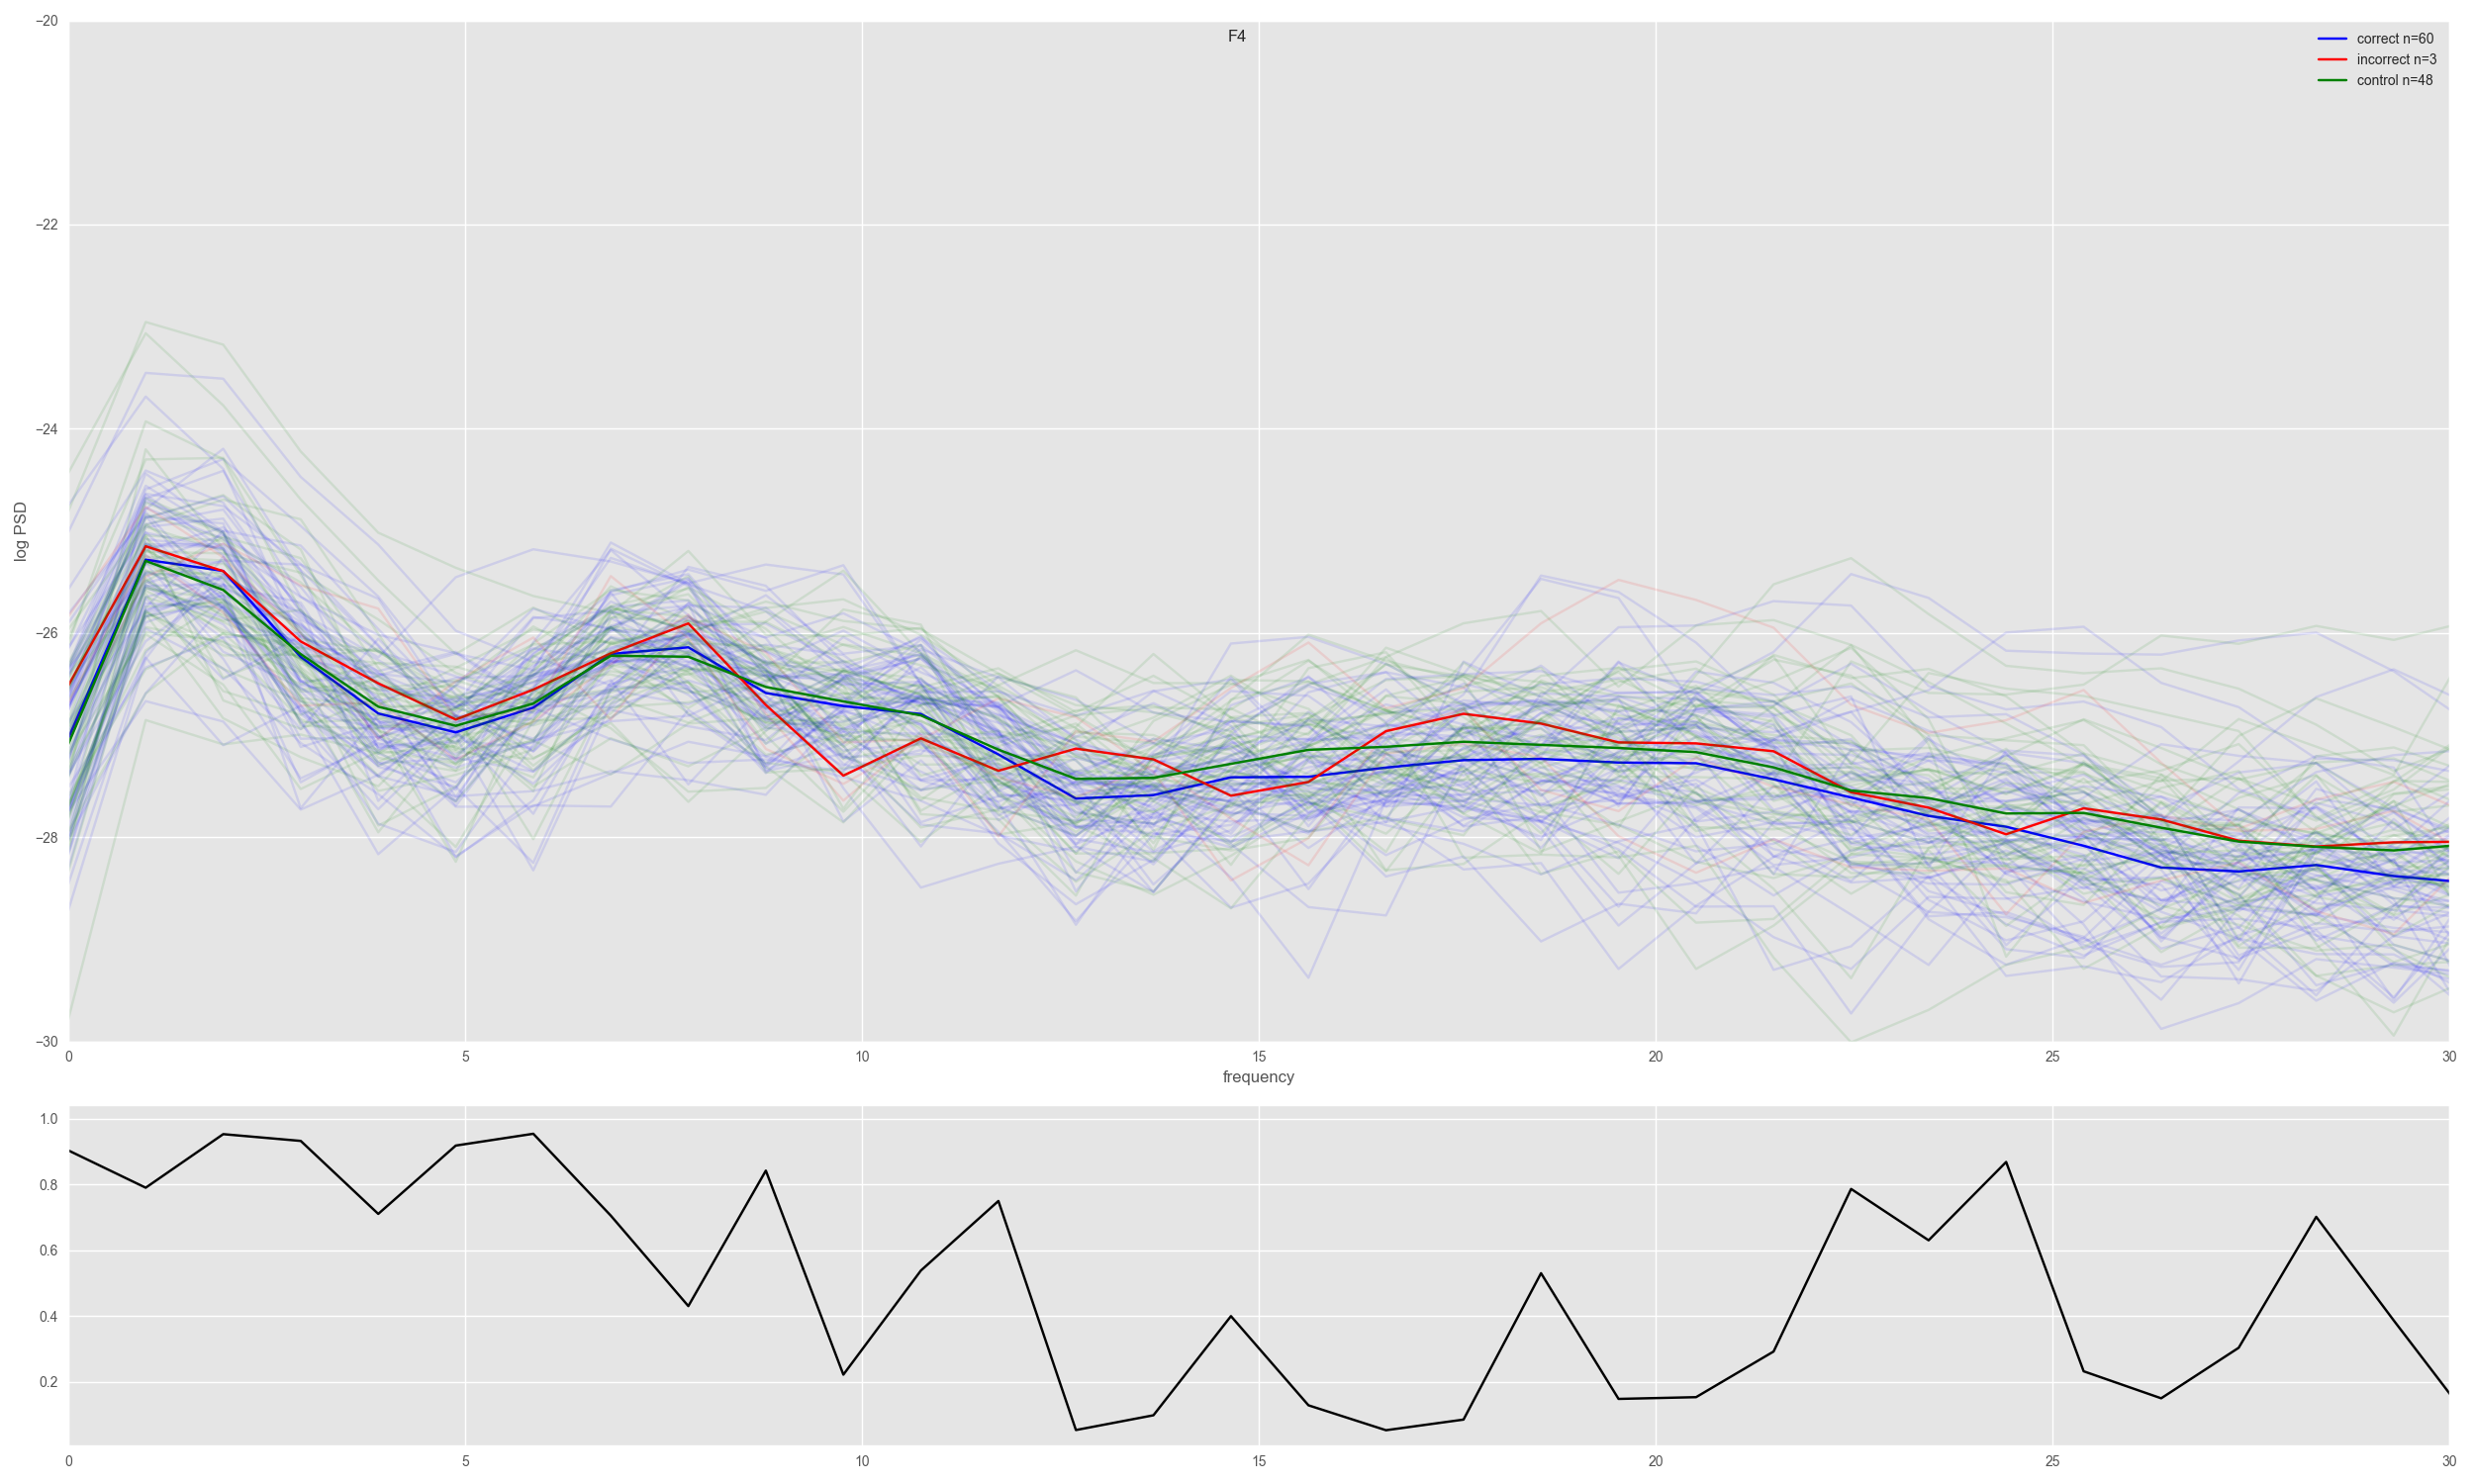 F4
correct n=60
incorrect n=3
control n=48
log PSD
−20
−22
−24
−26
−28
−30
0 5 10 15 20 25 30
frequency
1.0
0.8
0.6
0.4
0.2
0 5 10 15 20 25 30